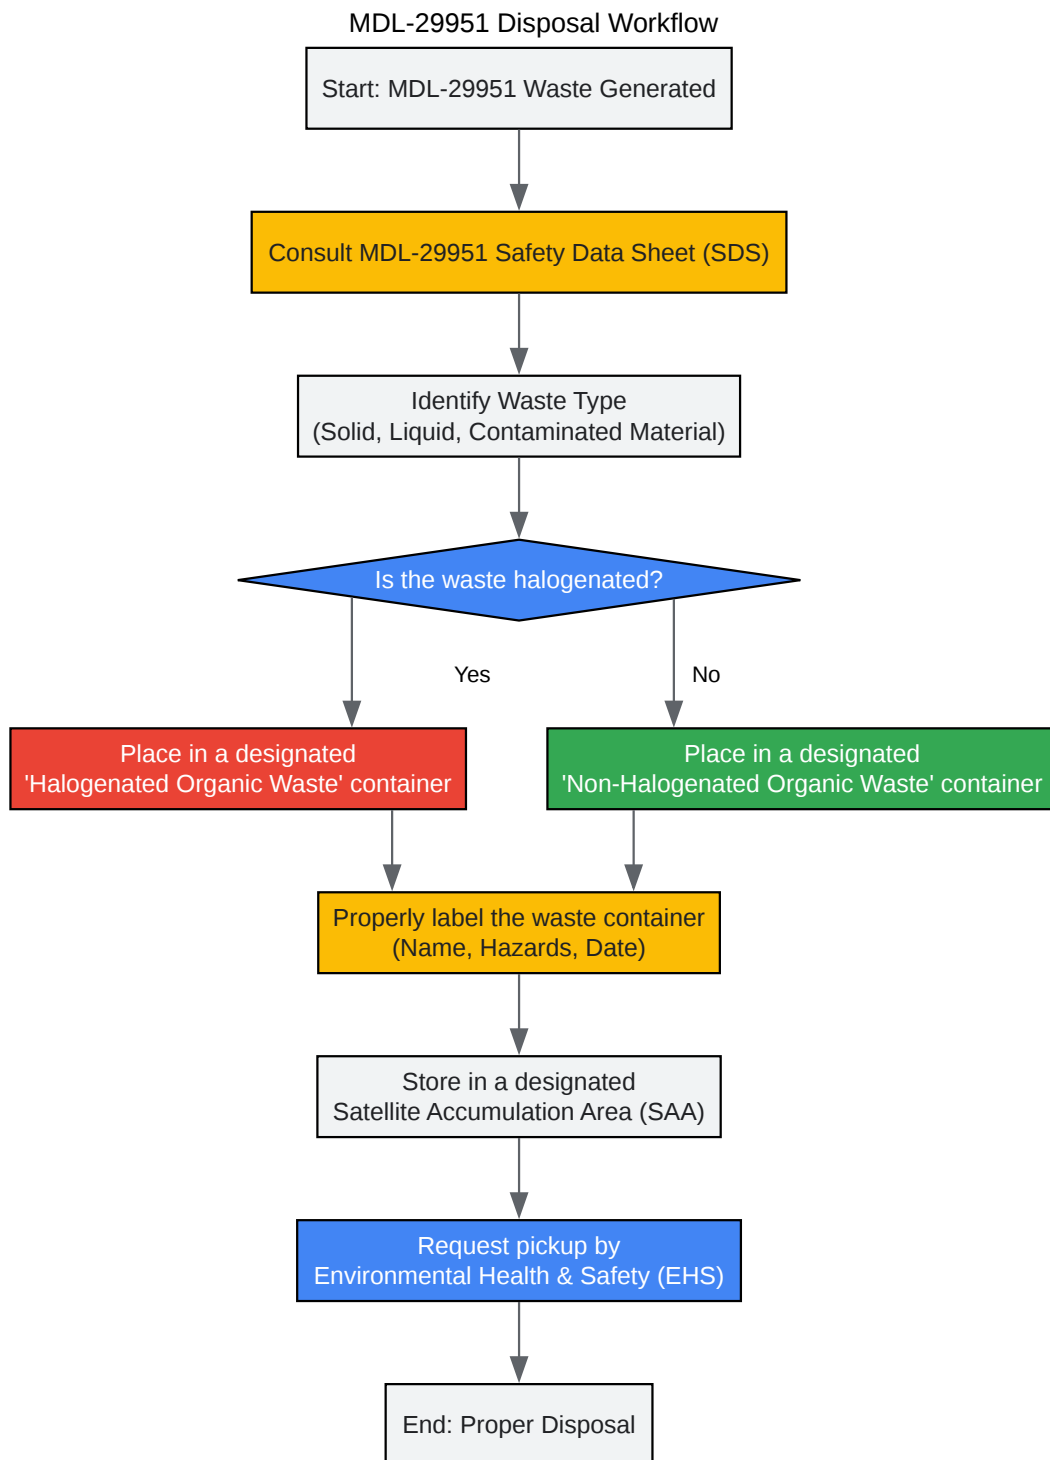 MDL-29951 Disposal Workflow
Start: MDL-29951 Waste Generated
Consult MDL-29951 Safety Data Sheet (SDS)
Identify Waste Type
(Solid, Liquid, Contaminated Material)
Is the waste halogenated?
Yes
No
Place in a designated
'Halogenated Organic Waste' container
Place in a designated
'Non-Halogenated Organic Waste' container
Properly label the waste container
(Name, Hazards, Date)
Store in a designated
Satellite Accumulation Area (SAA)
Request pickup by
Environmental Health & Safety (EHS)
End: Proper Disposal